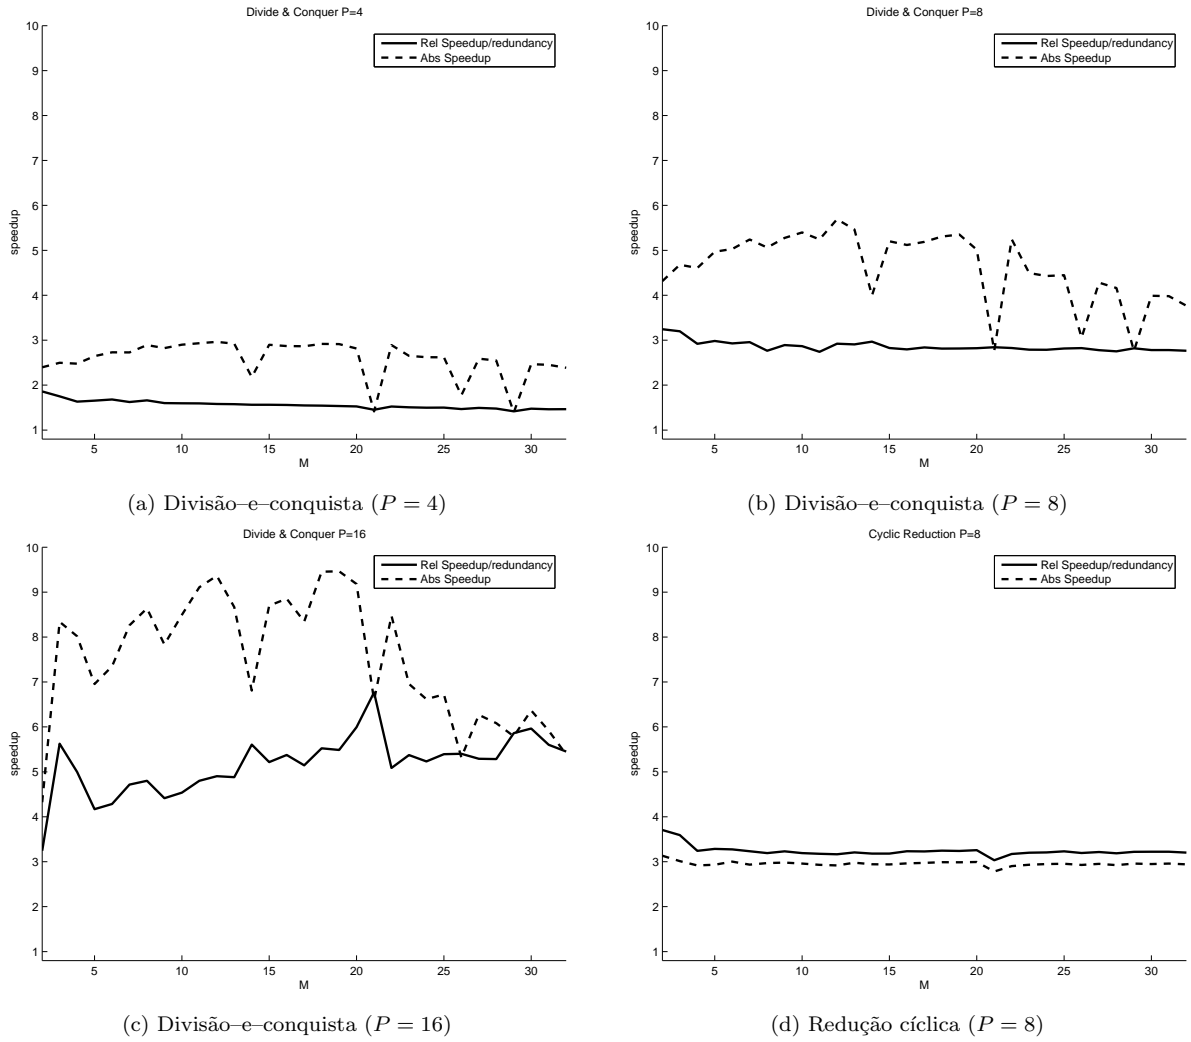 Divide & Conquer P=4
10
9
8
7
6
5
4
3
2
1
speedup
Rel Speedup/redundancy
Abs Speedup
5 10 15 20 25 30
M
(a) Divisão–e–conquista (P = 4)
Divide & Conquer P=8
10
9
8
7
6
5
4
3
2
1
speedup
Rel Speedup/redundancy
Abs Speedup
5 10 15 20 25 30
M
(b) Divisão–e–conquista (P = 8)
Divide & Conquer P=16
10
9
8
7
6
5
4
3
2
1
speedup
Rel Speedup/redundancy
Abs Speedup
5 10 15 20 25 30
M
(c) Divisão–e–conquista (P = 16)
Cyclic Reduction P=8
10
9
8
7
6
5
4
3
2
1
speedup
Rel Speedup/redundancy
Abs Speedup
5 10 15 20 25 30
M
(d) Redução cíclica (P = 8)